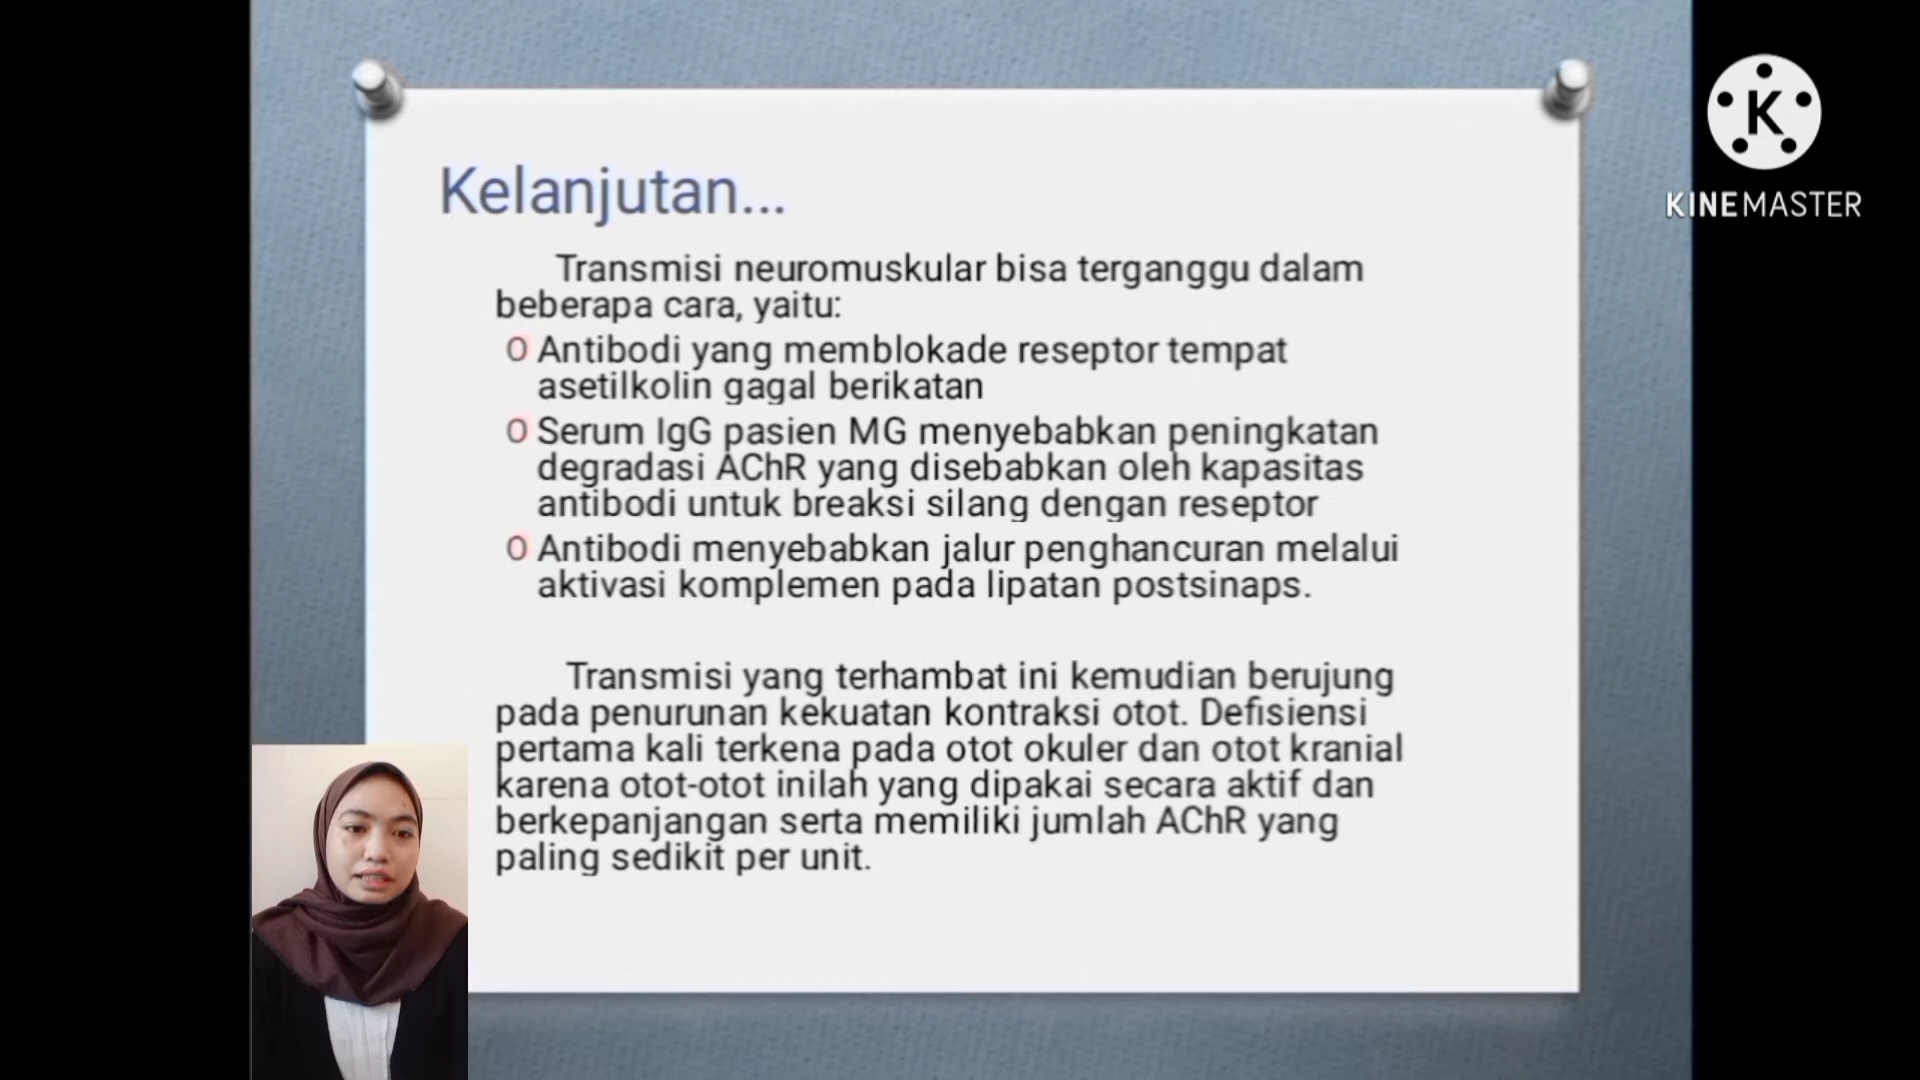 Kelanjutan...
Transmisi neuromuskular bisa terganggu dalam
beberapa cara, yaitu:
O Antibodi yang memblokade reseptor tempat
asetilkolin gagal berikatan
O Serum IgG pasien MG menyebabkan peningkatan
degradasi AChR yang disebabkan oleh kapasitas
antibodi untuk breaksi silang dengan reseptor
O Antibodi menyebabkan jalur penghancuran melalui
aktivasi komplemen pada lipatan postsinaps.
Transmisi yang terhambat ini kemudian berujung
pada penurunan kekuatan kontraksi otot. Defisiensi
pertama kali terkena pada otot okuler dan otot kranial
karena otot-otot inilah yang dipakai secara aktif dan
berkepanjangan serta memiliki jumlah AChR yang
paling sedikit per unit.
K
KINEMASTER